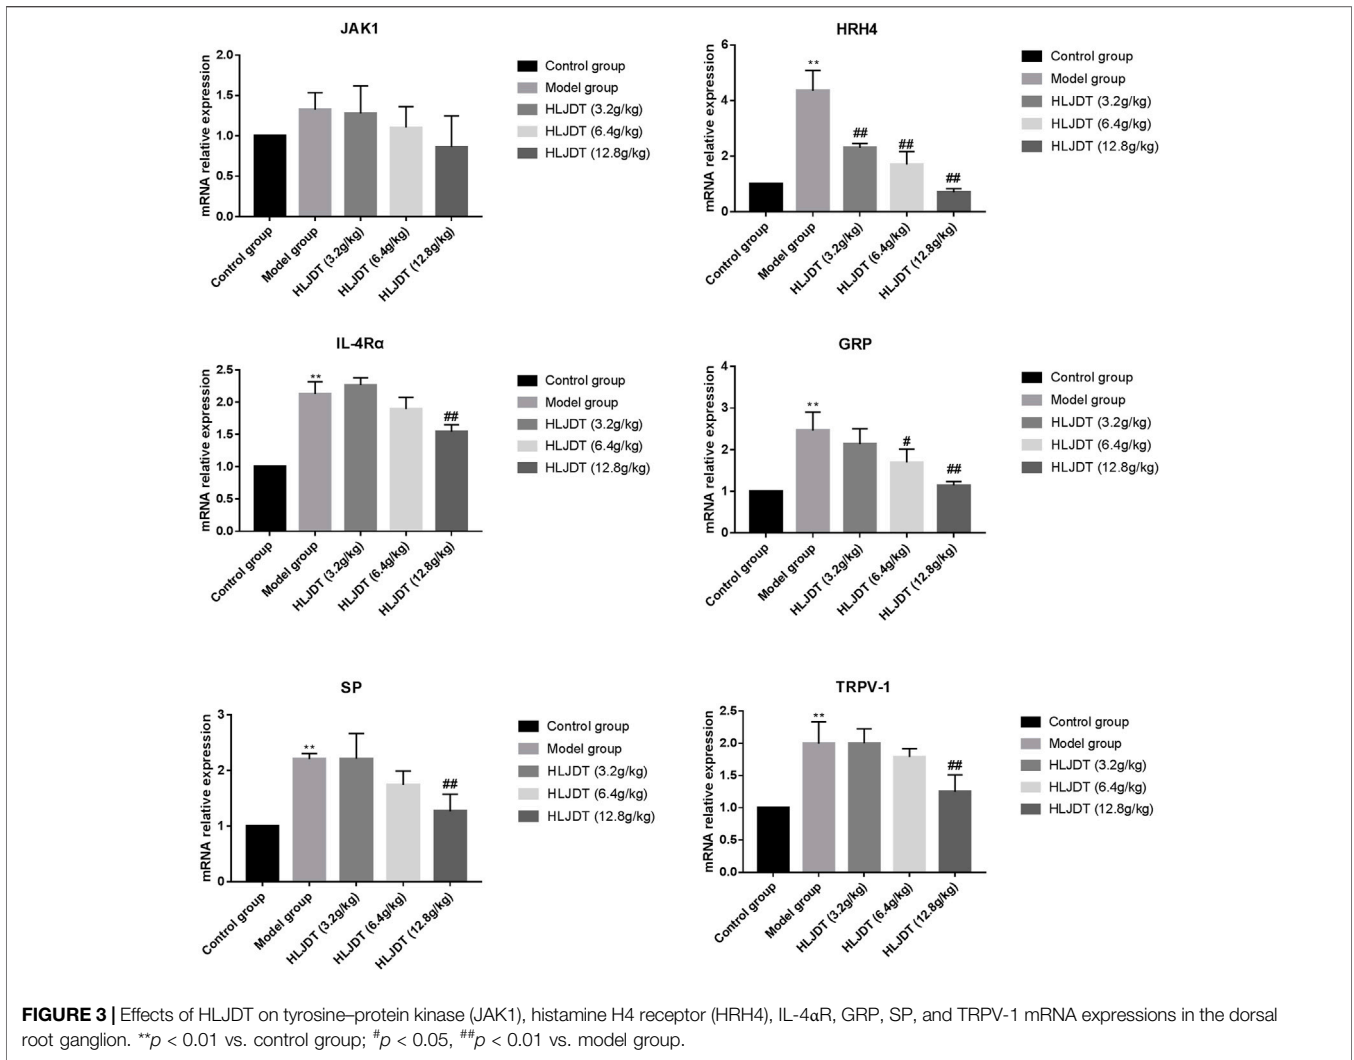 JAK1
mRNA relative expression
2.0
1.5
1.0
0.5
0.0
Control group
Model group
HLJDT (3.2g/kg)
HLJDT (6.4g/kg)
HLJDT (12.8g/kg)
Control group
Model group
HLJDT (3.2g/kg)
HLJDT (6.4g/kg)
HLJDT (12.8g/kg)
HRH4
mRNA relative expression
6
4
2
0
**
##
##
##
Control group
Model group
HLJDT (3.2g/kg)
HLJDT (6.4g/kg)
HLJDT (12.8g/kg)
Control group
Model group
HLJDT (3.2g/kg)
HLJDT (6.4g/kg)
HLJDT (12.8g/kg)
IL-4Rα
mRNA relative expression
2.5
2.0
1.5
1.0
0.5
0.0
**
##
Control group
Model group
HLJDT (3.2g/kg)
HLJDT (6.4g/kg)
HLJDT (12.8g/kg)
Control group
Model group
HLJDT (3.2g/kg)
HLJDT (6.4g/kg)
HLJDT (12.8g/kg)
GRP
mRNA relative expression
4
3
2
1
0
**
#
##
Control group
Model group
HLJDT (3.2g/kg)
HLJDT (6.4g/kg)
HLJDT (12.8g/kg)
Control group
Model group
HLJDT (3.2g/kg)
HLJDT (6.4g/kg)
HLJDT (12.8g/kg)
SP
mRNA relative expression
3
2
1
0
**
##
Control group
Model group
HLJDT (3.2g/kg)
HLJDT (6.4g/kg)
HLJDT (12.8g/kg)
Control group
Model group
HLJDT (3.2g/kg)
HLJDT (6.4g/kg)
HLJDT (12.8g/kg)
TRPV-1
mRNA relative expression
2.5
2.0
1.5
1.0
0.5
0.0
**
##
Control group
Model group
HLJDT (3.2g/kg)
HLJDT (6.4g/kg)
HLJDT (12.8g/kg)
Control group
Model group
HLJDT (3.2g/kg)
HLJDT (6.4g/kg)
HLJDT (12.8g/kg)
FIGURE 3 | Effects of HLJDT on tyrosine–protein kinase (JAK1), histamine H4 receptor (HRH4), IL-4αR, GRP, SP, and TRPV-1 mRNA expressions in the dorsal
root ganglion. **p < 0.01 vs. control group; #p < 0.05, ##p < 0.01 vs. model group.